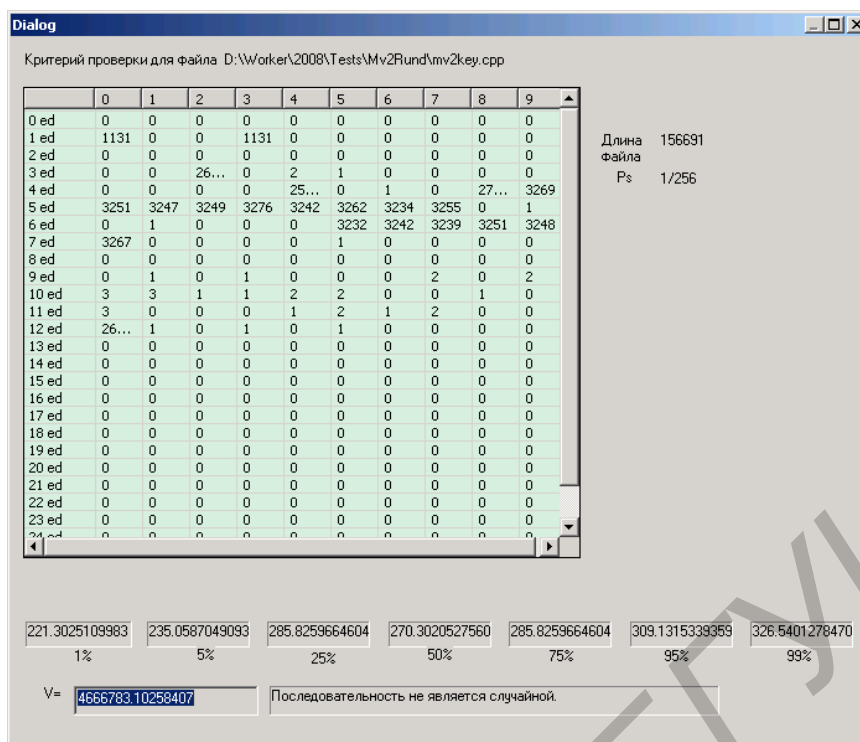 Dialog
Критерий проверки для файла D:\Worker\2008\Tests\Mv2Rund\mv2key.cpp
0 1 2 3 4 5 6 7 8 9
0 ed 0 0 0 0 0 0 0 0 0 0
1 ed 1131 0 0 1131 0 0 0 0 0 0
2 ed 0 0 0 0 0 0 0 0 0 0
3 ed 0 0 26... 0 2 1 0 0 0 0
4 ed 0 0 0 0 25... 0 1 0 27... 3269
5 ed 3251 3247 3249 3276 3242 3262 3234 3255 0 1
6 ed 0 1 0 0 0 3232 3242 3239 3251 3248
7 ed 3267 0 0 0 0 1 0 0 0 0
8 ed 0 0 0 0 0 0 0 0 0 0
9 ed 0 1 0 1 0 0 0 2 0 2
10 ed 3 3 1 1 2 2 0 0 1 0
11 ed 3 0 0 0 1 2 1 2 0 0
12 ed 26... 1 0 1 0 1 0 0 0 0
13 ed 0 0 0 0 0 0 0 0 0 0
14 ed 0 0 0 0 0 0 0 0 0 0
15 ed 0 0 0 0 0 0 0 0 0 0
16 ed 0 0 0 0 0 0 0 0 0 0
17 ed 0 0 0 0 0 0 0 0 0 0
18 ed 0 0 0 0 0 0 0 0 0 0
19 ed 0 0 0 0 0 0 0 0 0 0
20 ed 0 0 0 0 0 0 0 0 0 0
21 ed 0 0 0 0 0 0 0 0 0 0
22 ed 0 0 0 0 0 0 0 0 0 0
23 ed 0 0 0 0 0 0 0 0 0 0
24 ed 0 0 0 0 0 0 0 0 0 0
Длина файла 156691
Ps 1/256
221.3025109983 235.0587049093 285.8259664604 270.3020527560 285.8259664604 309.1315339359 326.5401278470
1% 5% 25% 50% 75% 95% 99%
V= 4666783.10258407 Последовательность не является случайной.